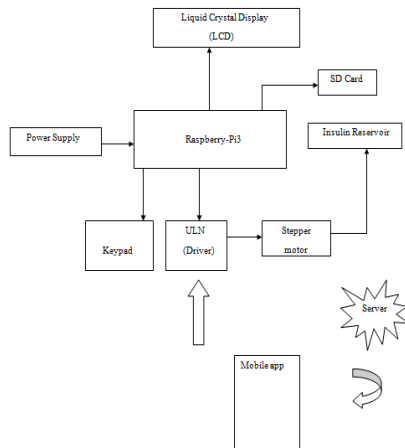 Liquid Crystal Display
(LCD)
SD Card
Power Supply
Raspberry-Pi3
Insulin Reservoir
Keypad
ULN
(Driver)
Stepper
motor
Server
Mobile app